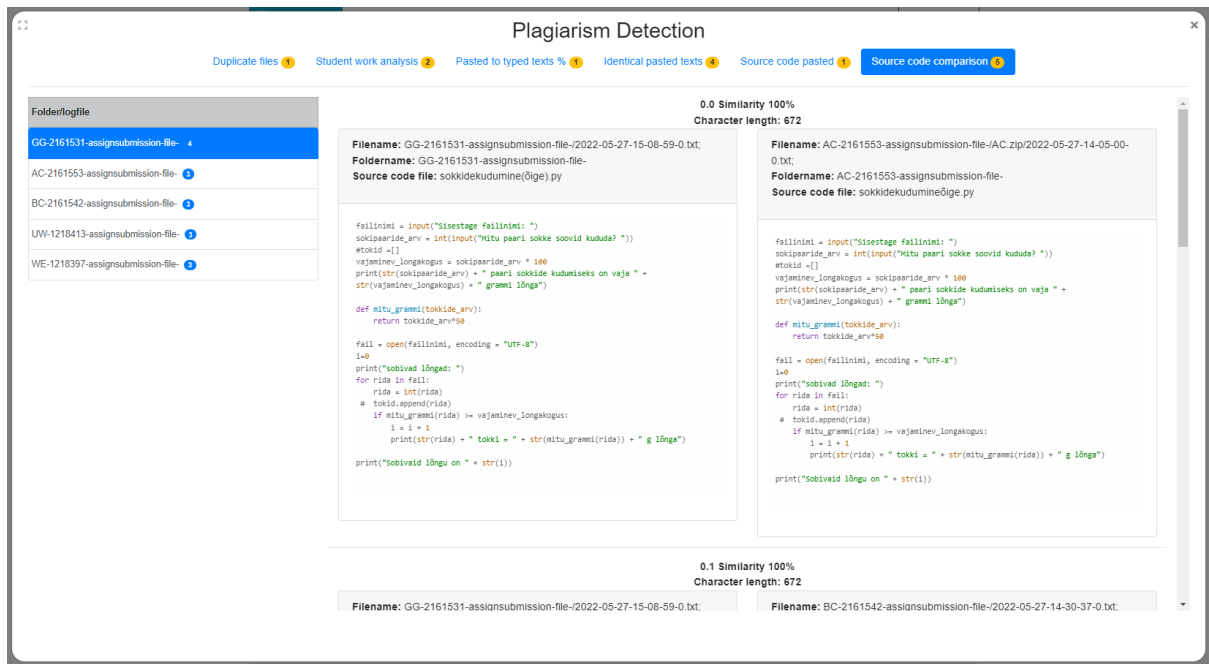 Plagiarism Detection
×
Duplicate files 1
Student work analysis 2
Pasted to typed texts % 1
Identical pasted texts 4
Source code pasted 1
Source code comparison 5
Folder/logfile
GG-2161531-assignsubmission-file- 4
AC-2161553-assignsubmission-file- 3
BC-2161542-assignsubmission-file- 3
UW-1218413-assignsubmission-file- 3
WE-1218397-assignsubmission-file- 3
0.0 Similarity 100%
Character length: 672
Filename: GG-2161531-assignsubmission-file-/2022-05-27-15-08-59-0.txt;
Foldername: GG-2161531-assignsubmission-file-
Source code file: sokkidekudumine(õige).py
failinimi = input("Sisestage failinimi: ")
sokipaaride_arv = int(input("Mitu paari sokke soovid kududa? "))
#tokid =[]
vajaminev_longakogus = sokipaaride_arv * 100
print(str(sokipaaride_arv) + " paari sokkide kudumiseks on vaja " +
str(vajaminev_longakogus) + " grammi lõnga")
def mitu_grammi(tokkide_arv):
    return tokkide_arv*50
fail = open(failinimi, encoding = "UTF-8")
i=0
print("sobivad lõngad: ")
for rida in fail:
    rida = int(rida)
 #  tokid.append(rida)
    if mitu_grammi(rida) >= vajaminev_longakogus:
        i = i + 1
        print(str(rida) + " tokki = " + str(mitu_grammi(rida)) + " g lõnga")
print("Sobivaid lõngu on " + str(i))
Filename: AC-2161553-assignsubmission-file-/AC.zip/2022-05-27-14-05-00-
0.txt;
Foldername: AC-2161553-assignsubmission-file-
Source code file: sokkidekudumineõige.py
failinimi = input("Sisestage failinimi: ")
sokipaaride_arv = int(input("Mitu paari sokke soovid kududa? "))
#tokid =[]
vajaminev_longakogus = sokipaaride_arv * 100
print(str(sokipaaride_arv) + " paari sokkide kudumiseks on vaja " +
str(vajaminev_longakogus) + " grammi lõnga")
def mitu_grammi(tokkide_arv):
    return tokkide_arv*50
fail = open(failinimi, encoding = "UTF-8")
i=0
print("sobivad lõngad: ")
for rida in fail:
    rida = int(rida)
 #  tokid.append(rida)
    if mitu_grammi(rida) >= vajaminev_longakogus:
        i = i + 1
        print(str(rida) + " tokki = " + str(mitu_grammi(rida)) + " g lõnga")
print("Sobivaid lõngu on " + str(i))
0.1 Similarity 100%
Character length: 672
Filename: GG-2161531-assignsubmission-file-/2022-05-27-15-08-59-0.txt;
Filename: BC-2161542-assignsubmission-file-/2022-05-27-14-30-37-0.txt;